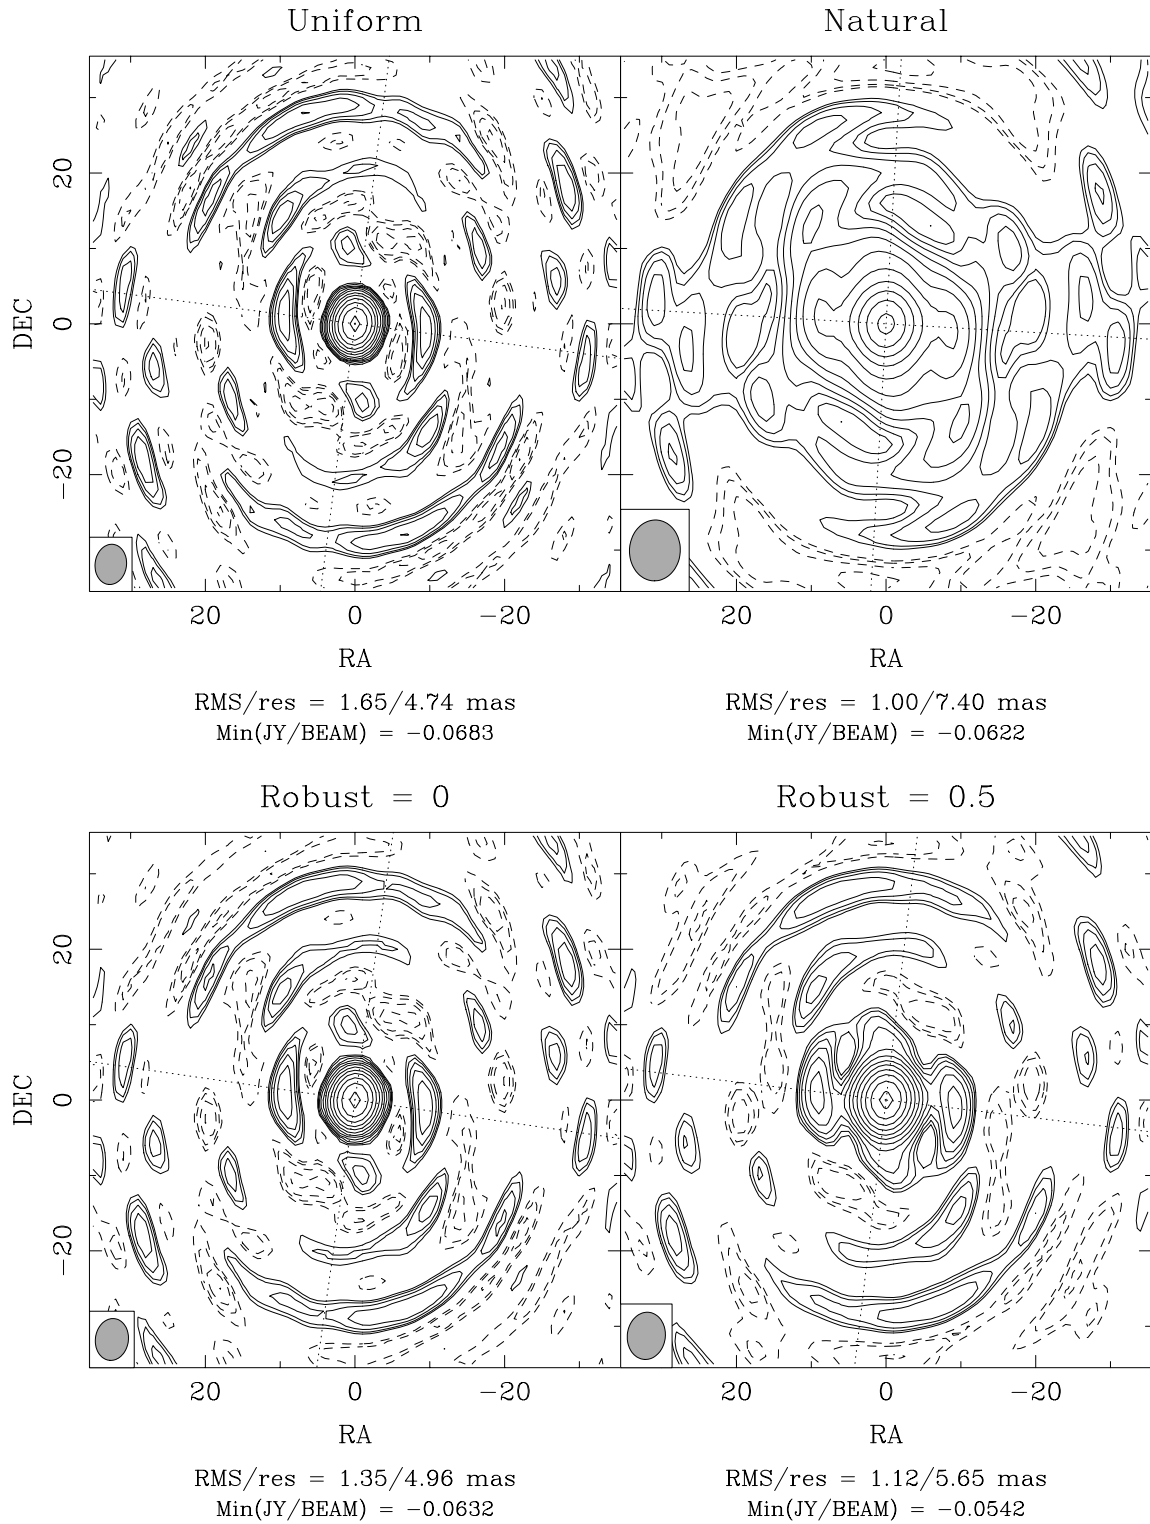 Uniform
Natural
DEC
20
0
−20
20
0
−20
20
0
−20
RA
RA
RMS/res = 1.65/4.74 mas
RMS/res = 1.00/7.40 mas
Min(JY/BEAM) = −0.0683
Min(JY/BEAM) = −0.0622
Robust = 0
Robust = 0.5
DEC
20
0
−20
20
0
−20
20
0
−20
RA
RA
RMS/res = 1.35/4.96 mas
RMS/res = 1.12/5.65 mas
Min(JY/BEAM) = −0.0632
Min(JY/BEAM) = −0.0542